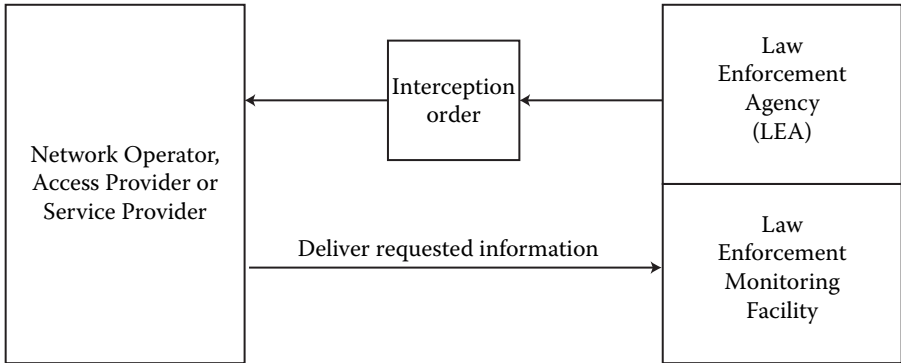 Network Operator,
Access Provider or
Service Provider
Interception
order
Law
Enforcement
Agency
(LEA)
Deliver requested information
Law
Enforcement
Monitoring
Facility